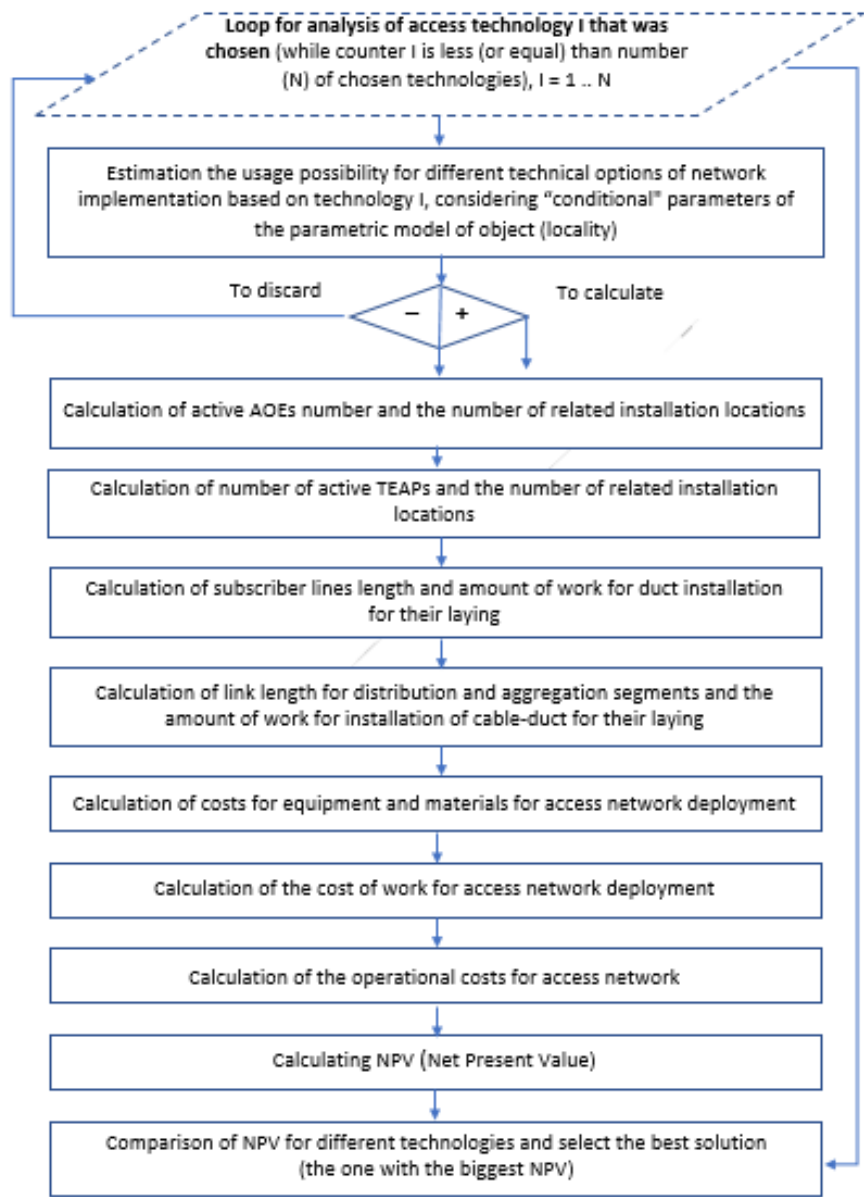 Loop for analysis of access technology I that was
chosen (while counter I is less (or equal) than number
(N) of chosen technologies), I = 1 .. N
Estimation the usage possibility for different technical options of network
implementation based on technology I, considering “conditional" parameters of
the parametric model of object (locality)
To discard
To calculate
− +
Calculation of active AOEs number and the number of related installation locations
Calculation of number of active TEAPs and the number of related installation
locations
Calculation of subscriber lines length and amount of work for duct installation
for their laying
Calculation of link length for distribution and aggregation segments and the
amount of work for installation of cable-duct for their laying
Calculation of costs for equipment and materials for access network deployment
Calculation of the cost of work for access network deployment
Calculation of the operational costs for access network
Calculating NPV (Net Present Value)
Comparison of NPV for different technologies and select the best solution
(the one with the biggest NPV)